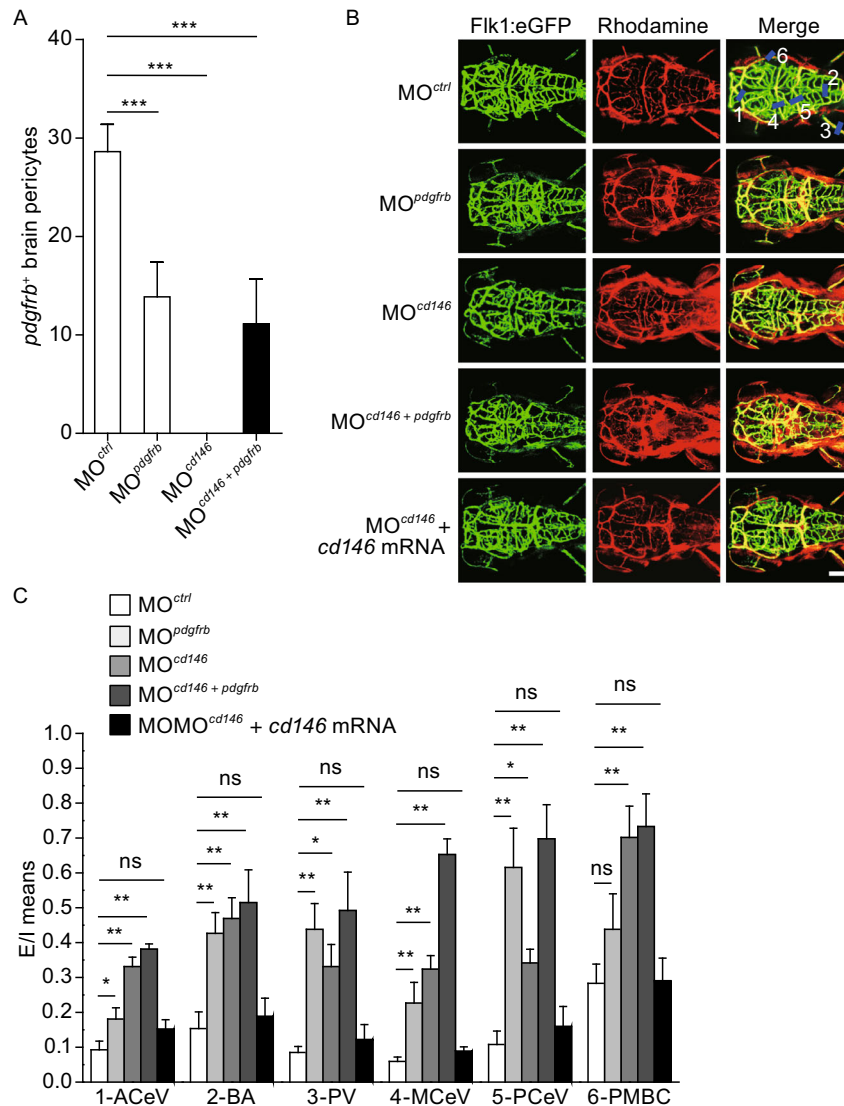 A
***
***
***
pdgfrb+ brain pericytes
40
30
20
10
0
MOctrl
MOpdgfrb
MOcd146
MOcd146 + pdgfrb
B
Flk1:eGFP Rhodamine Merge
MOctrl
6
2
1
4
5
3
MOpdgfrb
MOcd146
MOcd146 + pdgfrb
MOcd146 +
cd146 mRNA
C
MOctrl
MOpdgfrb
MOcd146
MOcd146 + pdgfrb
MOMOcd146 + cd146 mRNA
E/I means
1.0
0.9
0.8
0.7
0.6
0.5
0.4
0.3
0.2
0.1
0.0
ns
**
**
*
ns
**
**
**
ns
**
*
**
ns
**
**
**
ns
**
*
**
ns
**
**
ns
1-ACeV 2-BA 3-PV 4-MCeV 5-PCeV 6-PMBC